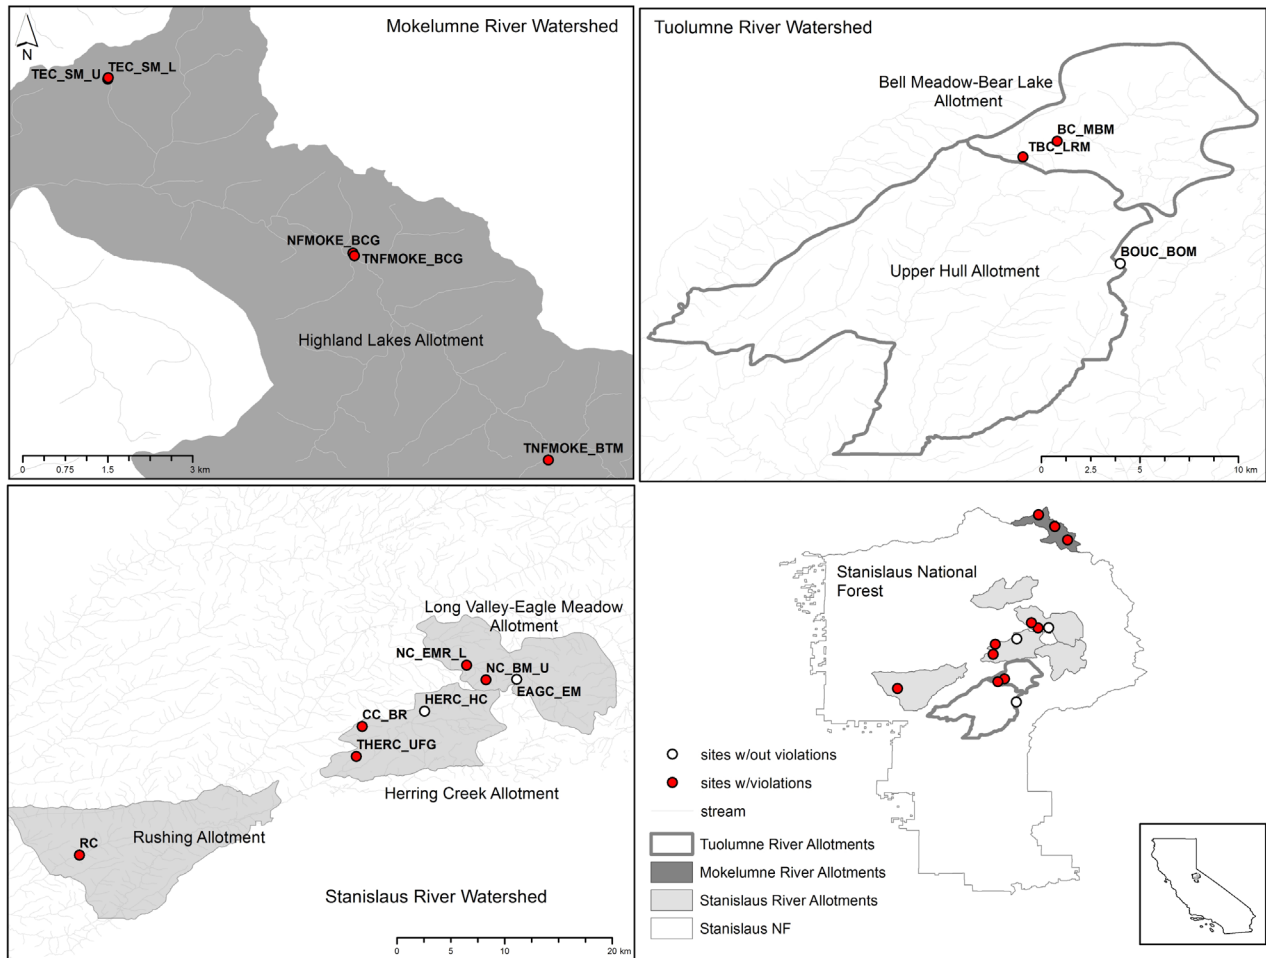 Mokelumne River Watershed
N
TEC_SM_U
TEC_SM_L
NFMOKE_BCG
TNFMOKE_BCG
Highland Lakes Allotment
TNFMOKE_BTM
0 0.75 1.5 3 km
Tuolumne River Watershed
Bell Meadow-Bear Lake
Allotment
BC_MBM
TBC_LRM
BOUC_BOM
Upper Hull Allotment
0 2.5 5 10 km
Long Valley-Eagle Meadow
Allotment
NC_EMR_L
NC_BM_U
EAGC_EM
HERC_HC
CC_BR
THERC_UFG
Herring Creek Allotment
Rushing Allotment
RC
Stanislaus River Watershed
0 5 10 20 km
Stanislaus National
Forest
sites w/out violations
sites w/violations
stream
Tuolumne River Allotments
Mokelumne River Allotments
Stanislaus River Allotments
Stanislaus NF